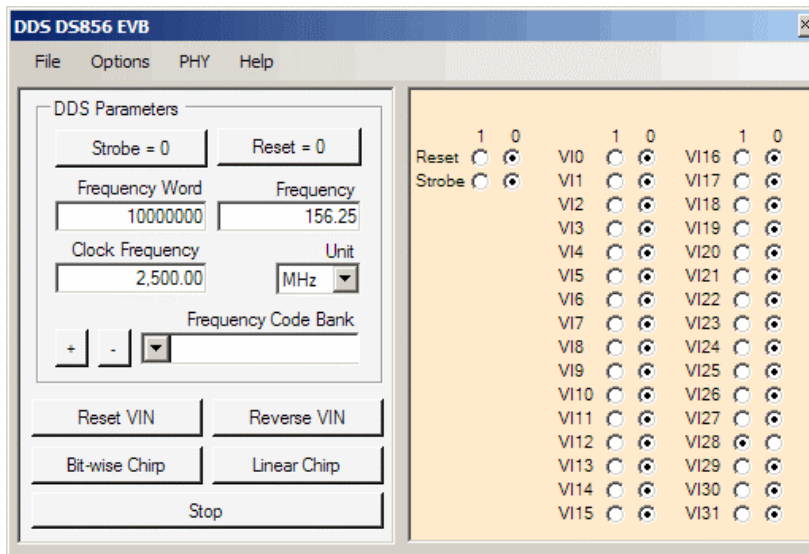 DDS DS856 EVB
File Options PHY Help
DDS Parameters
Strobe = 0 Reset = 0
Frequency Word Frequency
10000000 156.25
Clock Frequency Unit
2,500.00 MHz
Frequency Code Bank
+ -
Reset VIN Reverse VIN
Bit-wise Chirp Linear Chirp
Stop
1 0 1 0 1 0
Reset VI0 VI16
Strobe VI1 VI17
VI2 VI18
VI3 VI19
VI4 VI20
VI5 VI21
VI6 VI22
VI7 VI23
VI8 VI24
VI9 VI25
VI10 VI26
VI11 VI27
VI12 VI28
VI13 VI29
VI14 VI30
VI15 VI31